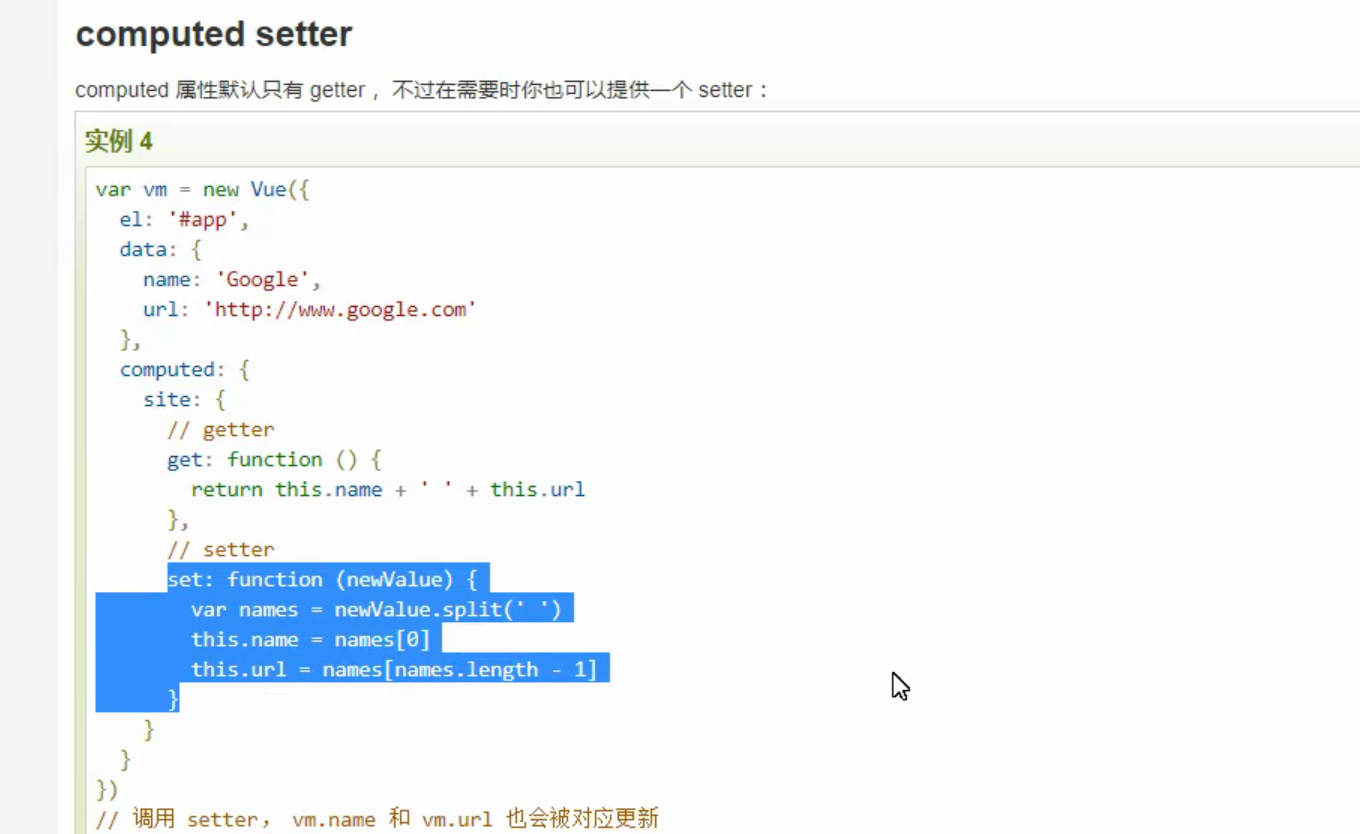 computed setter
computed 属性默认只有 getter ，不过在需要时你也可以提供一个 setter ：
实例 4
var vm = new Vue({
  el: '#app',
  data: {
    name: 'Google',
    url: 'http://www.google.com'
  },
  computed: {
    site: {
      // getter
      get: function () {
        return this.name + ' ' + this.url
      },
      // setter
      set: function (newValue) {
        var names = newValue.split(' ')
        this.name = names[0]
        this.url = names[names.length - 1]
      }
    }
  }
})
// 调用 setter， vm.name 和 vm.url 也会被对应更新